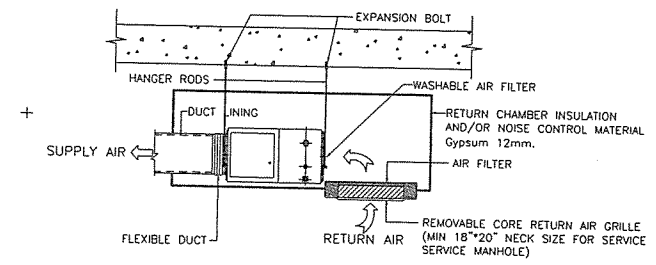 EXPANSION BOLT
HANGER RODS
WASHABLE AIR FILTER
DUCT LINING
RETURN CHAMBER INSULATION
AND/OR NOISE CONTROL MATERIAL
Gypsum 12mm.
SUPPLY AIR
AIR FILTER
REMOVABLE CORE RETURN AIR GRILLE
(MIN 18"*20" NECK SIZE FOR SERVICE
SERVICE MANHOLE)
FLEXIBLE DUCT
RETURN AIR